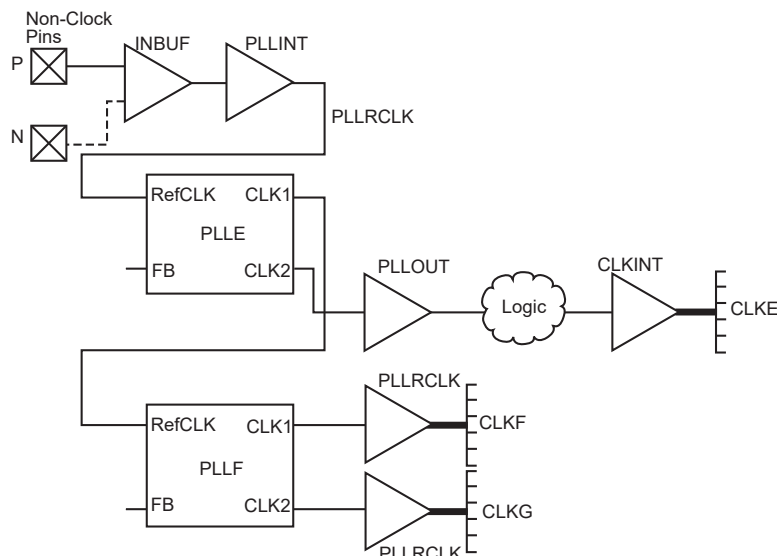 Non-Clock
Pins
P
N
INBUF
PLLINT
PLLRCLK
RefCLK
CLK1
PLLE
FB
CLK2
PLLOUT
Logic
CLKINT
CLKE
RefCLK
CLK1
PLLF
FB
CLK2
PLLRCLK
CLKF
CLKG
PLLRCLK